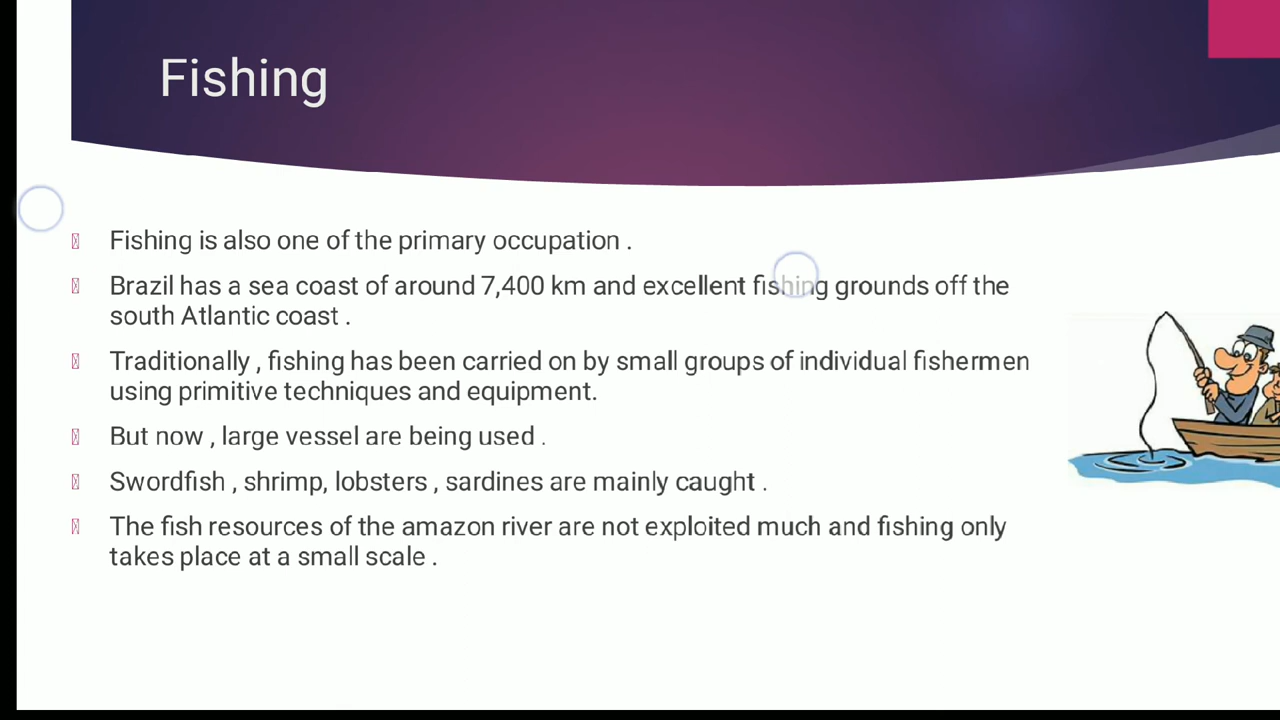 Fishing
Fishing is also one of the primary occupation .
Brazil has a sea coast of around 7,400 km and excellent fishing grounds off the
south Atlantic coast .
Traditionally , fishing has been carried on by small groups of individual fishermen
using primitive techniques and equipment.
But now , large vessel are being used .
Swordfish , shrimp, lobsters , sardines are mainly caught .
The fish resources of the amazon river are not exploited much and fishing only
takes place at a small scale .